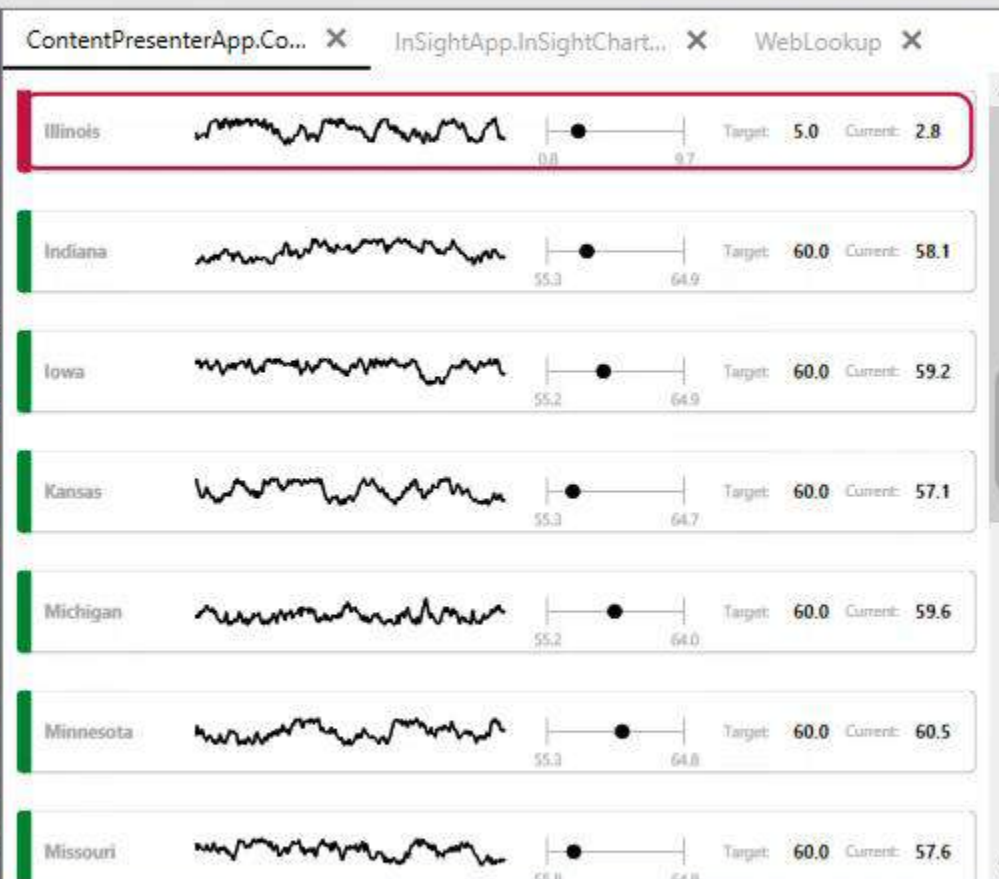 ContentPresenterApp.Co... ✕ InSightApp.InSightChart... ✕ WebLookup ✕
Illinois Target: 5.0 Current: 2.8
0.8 9.7
Indiana Target: 60.0 Current: 58.1
55.3 64.9
Iowa Target: 60.0 Current: 59.2
55.2 64.9
Kansas Target: 60.0 Current: 57.1
55.3 64.7
Michigan Target: 60.0 Current: 59.6
55.2 64.0
Minnesota Target: 60.0 Current: 60.5
55.3 64.8
Missouri Target: 60.0 Current: 57.6